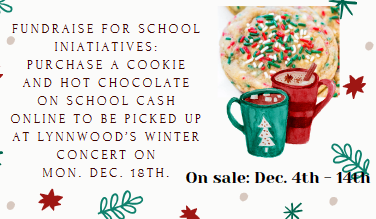 FUNDRAISE FOR SCHOOL
INIATIATIVES:
PURCHASE A COOKIE
AND HOT CHOCOLATE
ON SCHOOL CASH
ONLINE TO BE PICKED UP
AT LYNNWOOD'S WINTER
CONCERT ON
MON. DEC. 18TH.
On sale: Dec. 4th - 14th